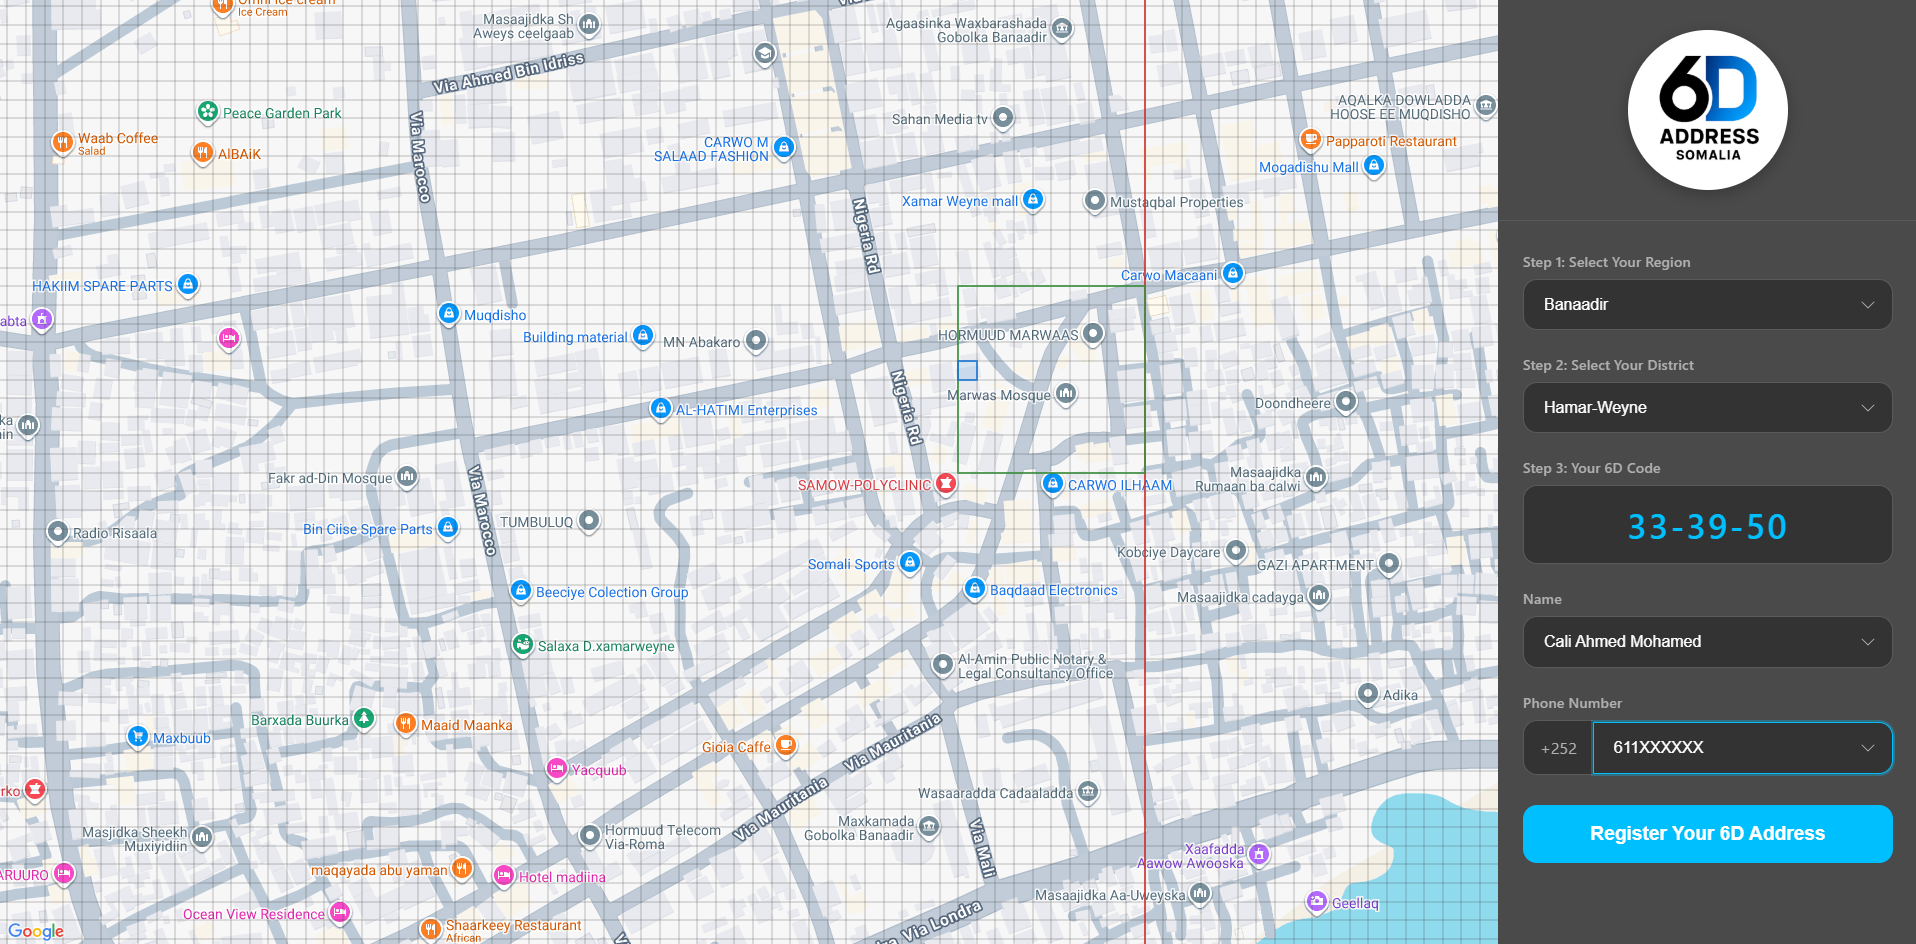 Omni Ice cream
Ice Cream
Masaajidka Sh
Aweys ceelgaab
Agaasinka Waxbarashada
Gobolka Banaadir
Via Ahmed Bin Idriss
Peace Garden Park
Waab Coffee
Salad
AlBAiK
Via Marocco
CARWO M
SALAAD FASHION
Sahan Media tv
AQALKA DOWLADDA
HOOSE EE MUQDISHO
Papparoti Restaurant
Mogadishu Mall
Xamar Weyne mall
Mustaqbal Properties
Nigeria Rd
Carwo Macaani
HAKIIM SPARE PARTS
abta
Muqdisho
Building material
MN Abakaro
HORMUUD MARWAAS
Nigeria Rd
Marwas Mosque
AL-HATIMI Enterprises
Doondheere
ka
in
Fakr ad-Din Mosque
Via Marocco
SAMOW-POLYCLINIC
CARWO ILHAAM
Masaajidka
Rumaan ba calwi
Radio Risaala
Bin Ciise Spare Parts
TUMBULUQ
Somali Sports
Kobciye Daycare
GAZI APARTMENT
Beeciye Colection Group
Baqdaad Electronics
Masaajidka cadayga
Salaxa D.xamarweyne
Al-Amin Public Notary &
Legal Consultancy Office
Adika
Barxada Buurka
Maaid Maanka
Maxbuub
Gioia Caffe
Via Mauritania
Yacquub
Via Mauritania
rko
Wasaaradda Cadaaladda
Masjidka Sheekh
Muxiyidiin
Hormuud Telecom
Via-Roma
Maxkamada
Gobolka Banaadir
Via Mali
Xaafadda
Aawow Awooska
ARUURO
maqayada abu yaman
Hotel madiina
Masaajidka Aa-Uweyska
Geellaq
Ocean View Residence
Shaarkeey Restaurant
African
Via Londra
Google
6D
ADDRESS
SOMALIA
Step 1: Select Your Region
Banaadir
Step 2: Select Your District
Hamar-Weyne
Step 3: Your 6D Code
33-39-50
Name
Cali Ahmed Mohamed
Phone Number
+252 611XXXXXX
Register Your 6D Address